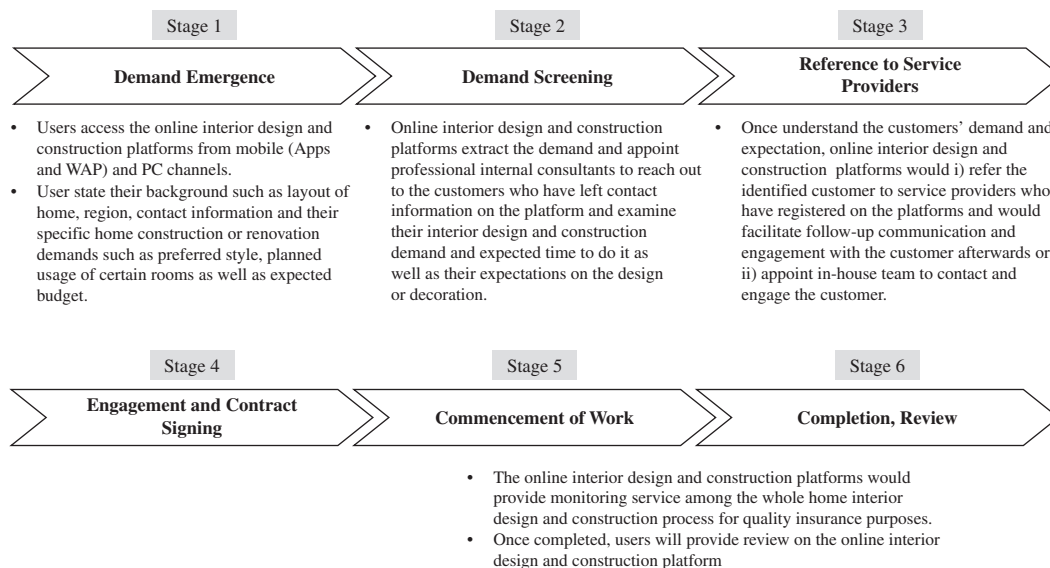 Stage 1
Stage 2
Stage 3
Demand Emergence
Demand Screening
Reference to Service
Providers
• Users access the online interior design and
construction platforms from mobile (Apps
and WAP) and PC channels.
• User state their background such as layout of
home, region, contact information and their
specific home construction or renovation
demands such as preferred style, planned
usage of certain rooms as well as expected
budget.
• Online interior design and construction
platforms extract the demand and appoint
professional internal consultants to reach out
to the customers who have left contact
information on the platform and examine
their interior design and construction
demand and expected time to do it as
well as their expectations on the design
or decoration.
• Once understand the customers’ demand and
expectation, online interior design and
construction platforms would i) refer the
identified customer to service providers who
have registered on the platforms and would
facilitate follow-up communication and
engagement with the customer afterwards or
ii) appoint in-house team to contact and
engage the customer.
Stage 4
Stage 5
Stage 6
Engagement and Contract
Signing
Commencement of Work
Completion, Review
• The online interior design and construction platforms would
provide monitoring service among the whole home interior
design and construction process for quality insurance purposes.
• Once completed, users will provide review on the online interior
design and construction platform